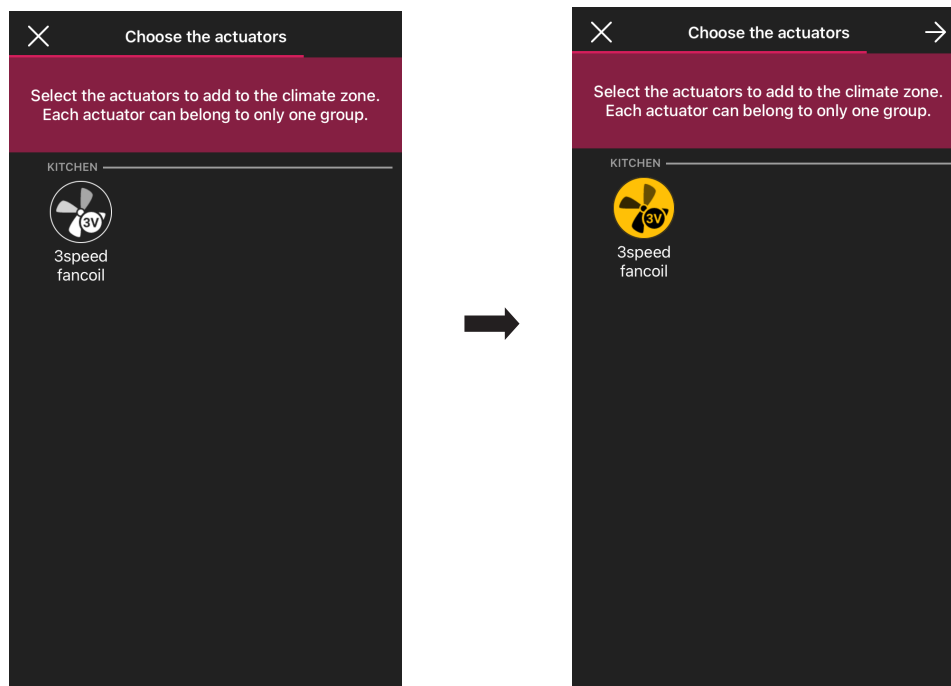 Choose the actuators
Select the actuators to add to the climate zone.
Each actuator can belong to only one group.
KITCHEN
3V
3speed
fancoil
Choose the actuators
Select the actuators to add to the climate zone.
Each actuator can belong to only one group.
KITCHEN
3V
3speed
fancoil